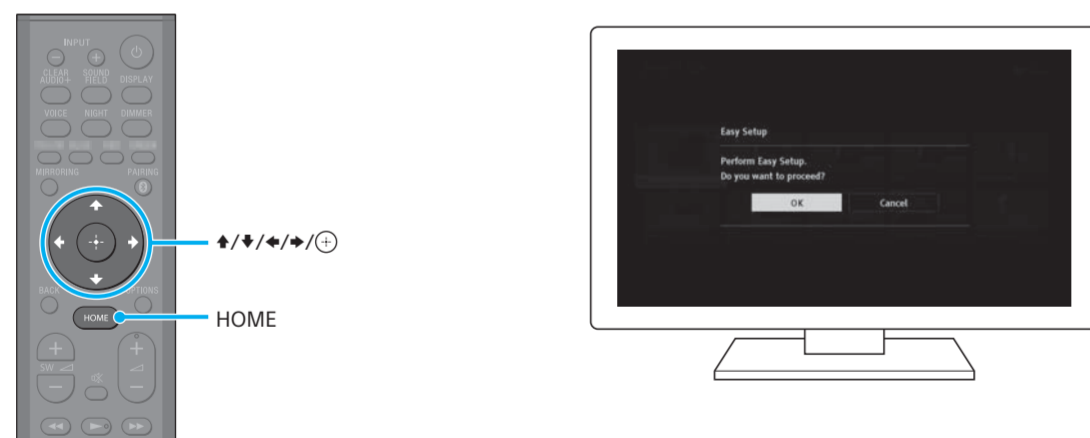 INPUT
CLEAR AUDIO+
SOUND FIELD
DISPLAY
VOICE
NIGHT
DIMMER
MIRRORING
PAIRING
BACK
OPTIONS
HOME
SW
HOME
Easy Setup
Perform Easy Setup.
Do you want to proceed?
OK
Cancel